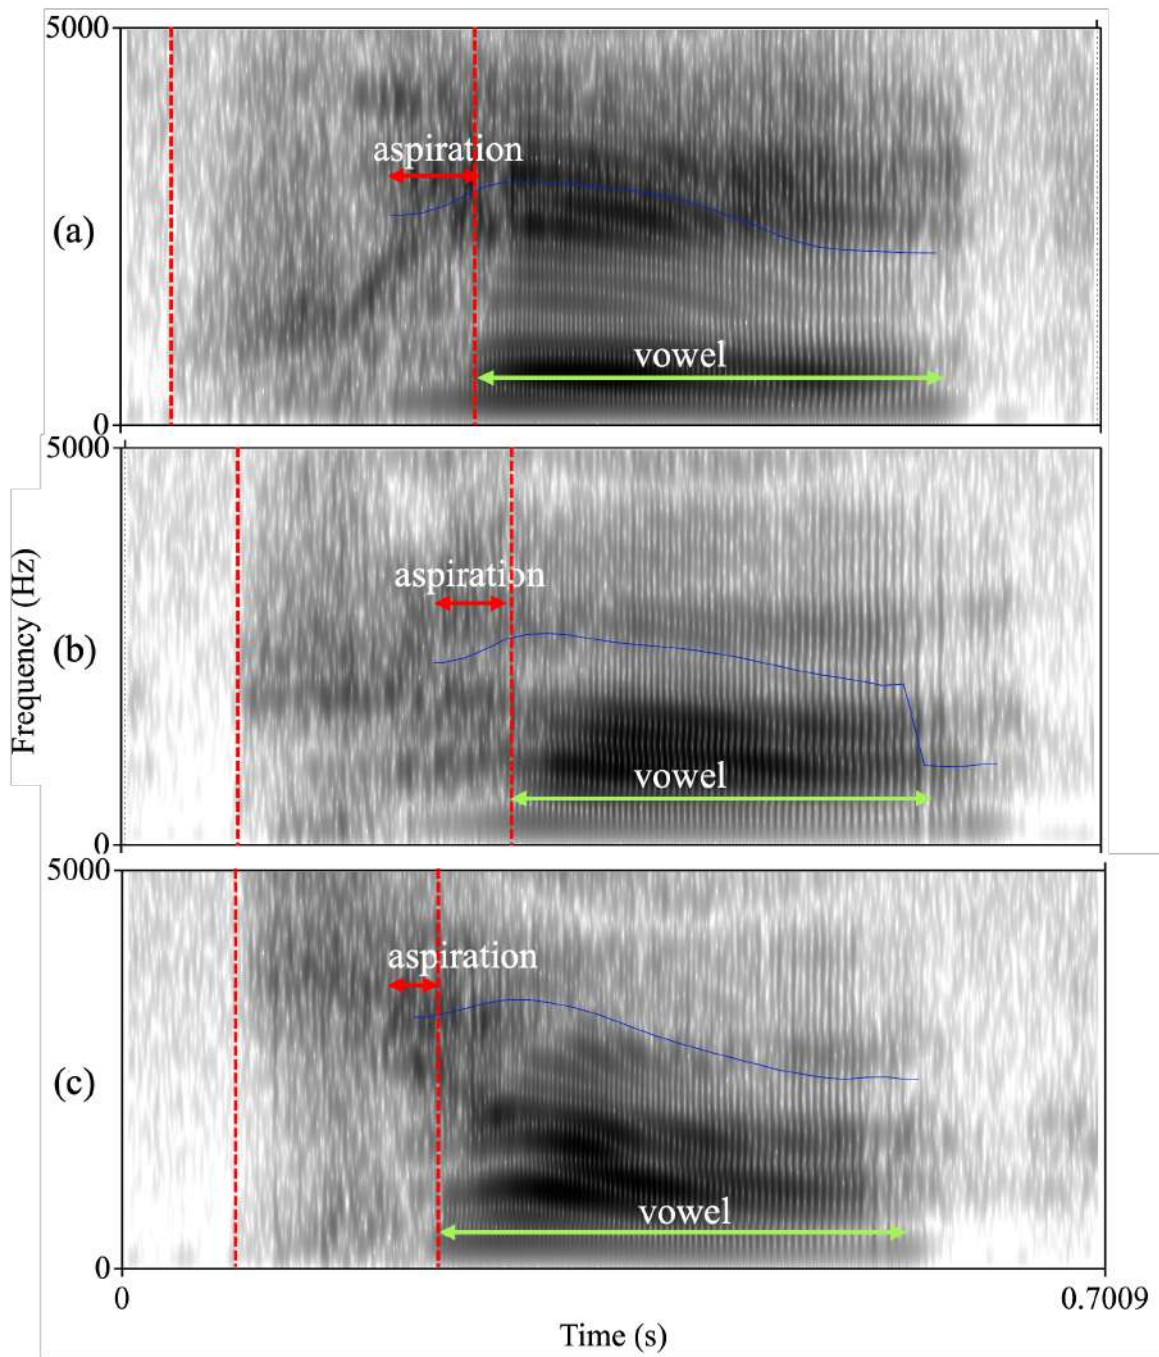 5000
aspiration
(a)
vowel
0
5000
aspiration
(b)
vowel
0
Frequency (Hz)
5000
aspiration
(c)
vowel
0
0
0.7009
Time (s)